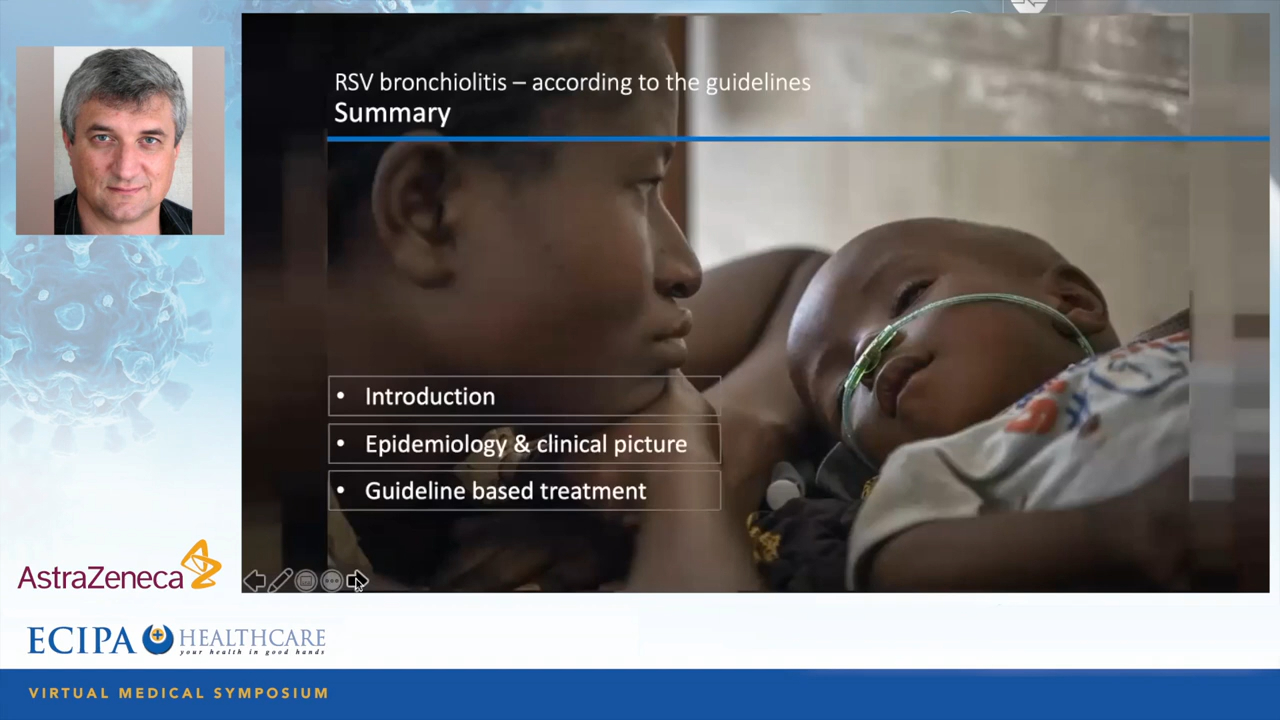 RSV bronchiolitis – according to the guidelines
Summary
• Introduction
• Epidemiology & clinical picture
• Guideline based treatment
AstraZeneca
ECIPA HEALTHCARE
your health in good hands
VIRTUAL MEDICAL SYMPOSIUM